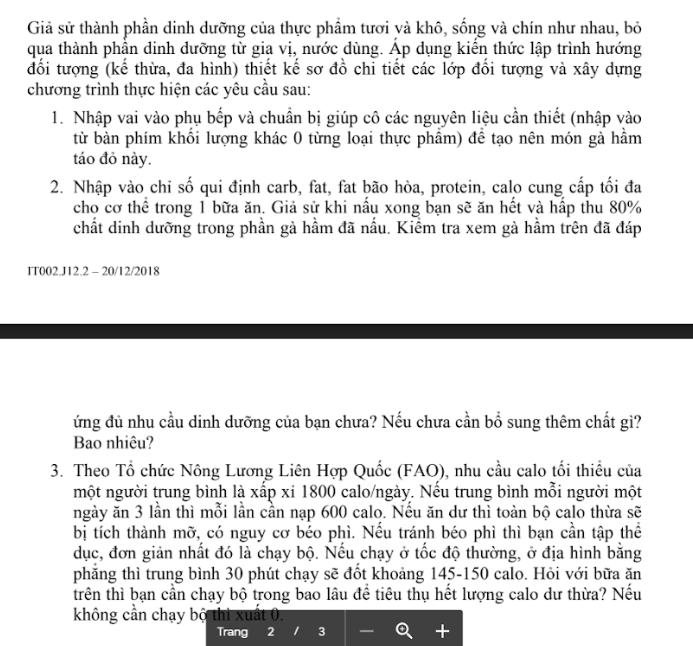 Giả sử thành phần dinh dưỡng của thực phẩm tươi và khô, sống và chín như nhau, bỏ
qua thành phần dinh dưỡng từ gia vị, nước dùng. Áp dụng kiến thức lập trình hướng
đối tượng (kế thừa, đa hình) thiết kế sơ đồ chi tiết các lớp đối tượng và xây dựng
chương trình thực hiện các yêu cầu sau:
1. Nhập vai vào phụ bếp và chuẩn bị giúp cô các nguyên liệu cần thiết (nhập vào
từ bàn phím khối lượng khác 0 từng loại thực phẩm) để tạo nên món gà hầm
táo đỏ này.
2. Nhập vào chỉ số qui định carb, fat, fat bão hòa, protein, calo cung cấp tối đa
cho cơ thể trong 1 bữa ăn. Giả sử khi nấu xong bạn sẽ ăn hết và hấp thu 80%
chất dinh dưỡng trong phần gà hầm đã nấu. Kiểm tra xem gà hầm trên đã đáp
IT002.J12.2 – 20/12/2018
ứng đủ nhu cầu dinh dưỡng của bạn chưa? Nếu chưa cần bổ sung thêm chất gì?
Bao nhiêu?
3. Theo Tổ chức Nông Lương Liên Hợp Quốc (FAO), nhu cầu calo tối thiểu của
một người trung bình là xấp xỉ 1800 calo/ngày. Nếu trung bình mỗi người một
ngày ăn 3 lần thì mỗi lần cần nạp 600 calo. Nếu ăn dư thì toàn bộ calo thừa sẽ
bị tích thành mỡ, có nguy cơ béo phì. Nếu tránh béo phì thì bạn cần tập thể
dục, đơn giản nhất đó là chạy bộ. Nếu chạy ở tốc độ thường, ở địa hình bằng
phẳng thì trung bình 30 phút chạy sẽ đốt khoảng 145-150 calo. Hỏi với bữa ăn
trên thì bạn cần chạy bộ trong bao lâu để tiêu thụ hết lượng calo dư thừa? Nếu
không cần chạy bộ thì xuất 0.
Trang 2 / 3